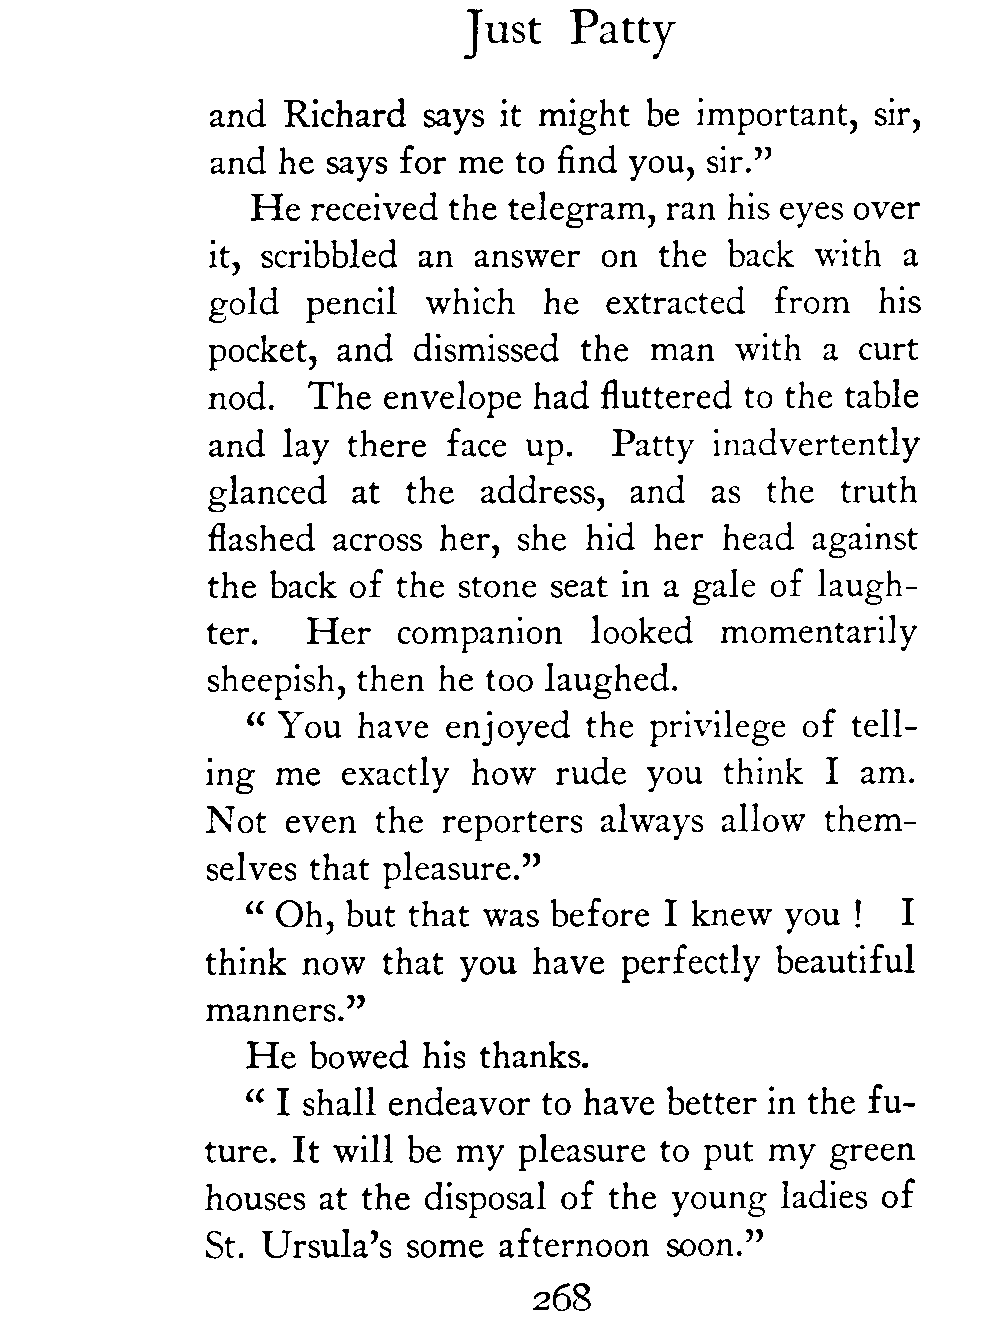 Just Patty
and Richard says it might be important, sir,
and he says for me to find you, sir.”
He received the telegram, ran his eyes over
it, scribbled an answer on the back with a
gold pencil which he extracted from his
pocket, and dismissed the man with a curt
nod. The envelope had fluttered to the table
and lay there face up. Patty inadvertently
glanced at the address, and as the truth
flashed across her, she hid her head against
the back of the stone seat in a gale of laugh-
ter. Her companion looked momentarily
sheepish, then he too laughed.
“ You have enjoyed the privilege of tell-
ing me exactly how rude you think I am.
Not even the reporters always allow them-
selves that pleasure.”
“ Oh, but that was before I knew you ! I
think now that you have perfectly beautiful
manners.”
He bowed his thanks.
“ I shall endeavor to have better in the fu-
ture. It will be my pleasure to put my green
houses at the disposal of the young ladies of
St. Ursula’s some afternoon soon.”
268